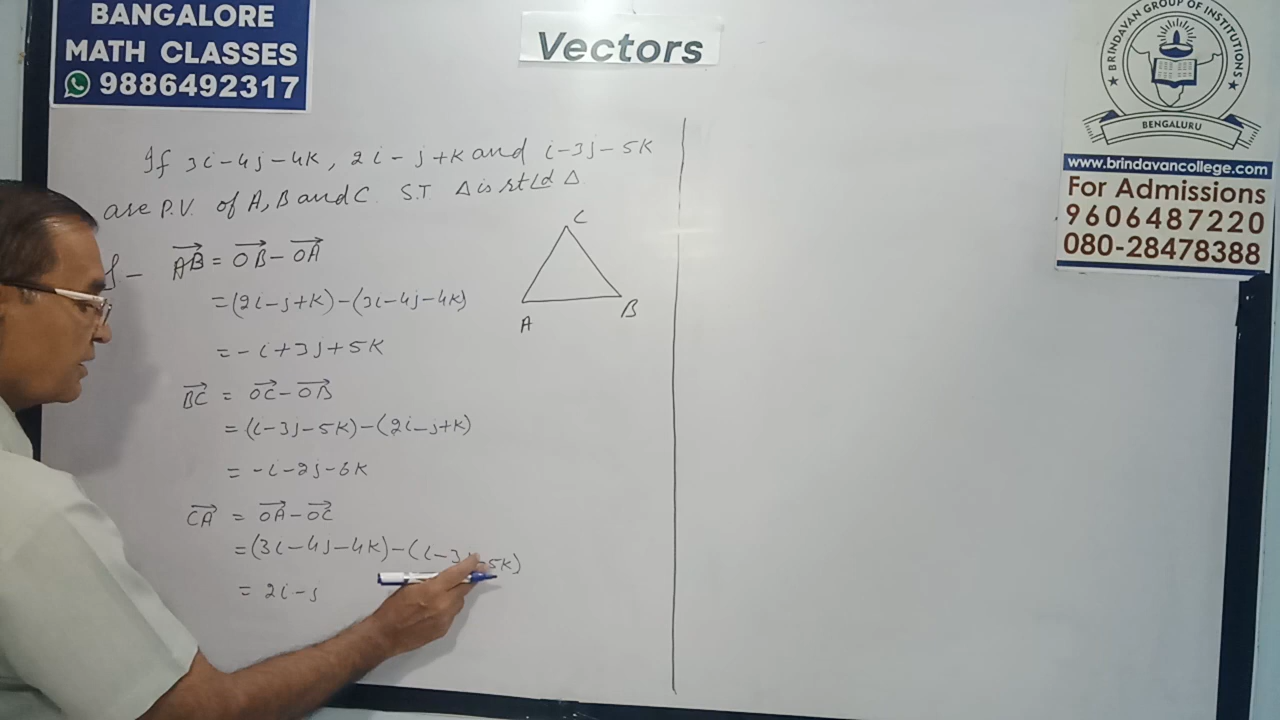 BANGALORE
MATH CLASSES
9886492317
Vectors
BRINDAVAN GROUP OF INSTITUTIONS
BENGALURU
www.brindavancollege.com
For Admissions
9606487220
080-28478388
If 3i-4j-4k, 2i-j+k and i-3j-5k
are P.V. of A, B and C. S.T Δ is rt∠d Δ
AB = OB - OA
=(2i-j+k)-(3i-4j-4k)
=-i+3j+5k
BC = OC - OB
=(i-3j-5k)-(2i-j+k)
=-i-2j-6k
CA = OA - OC
=(3i-4j-4k)-(i-3j-5k)
= 2i-j
C
A
B